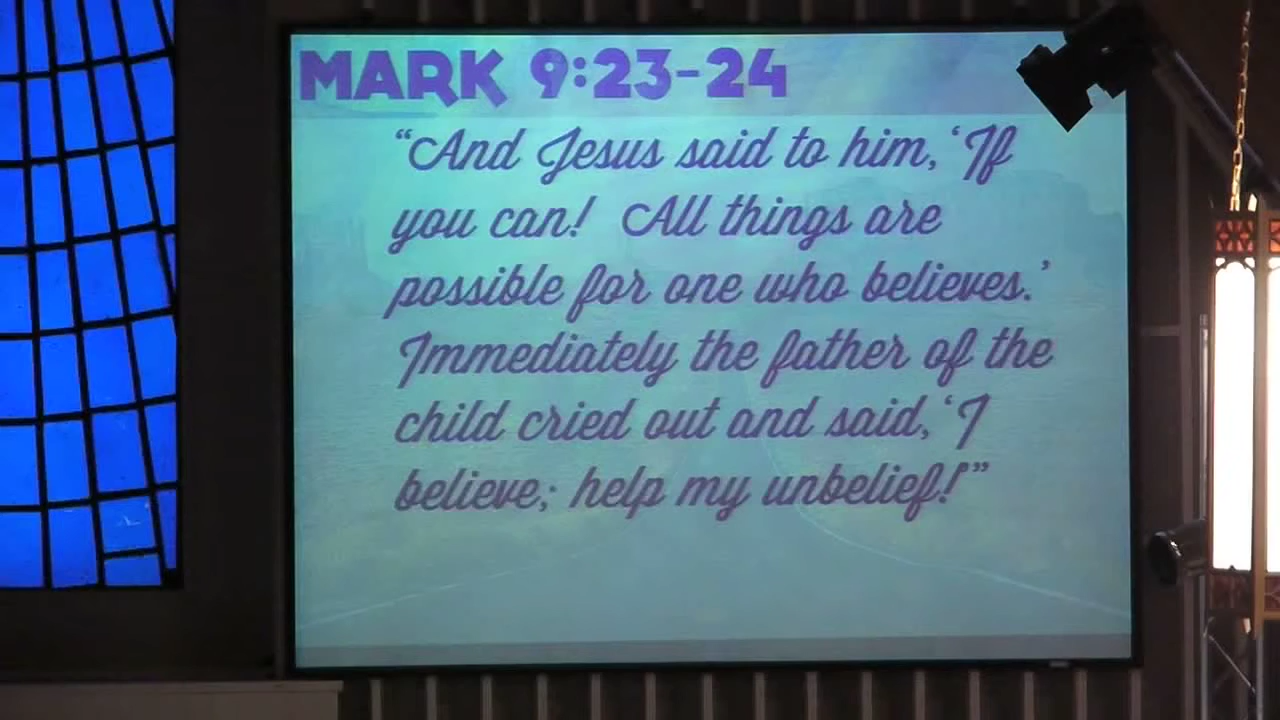 MARK 9:23-24
“And Jesus said to him, ‘If
you can!  All things are
possible for one who believes.’
Immediately the father of the
child cried out and said, ‘I
believe; help my unbelief!”